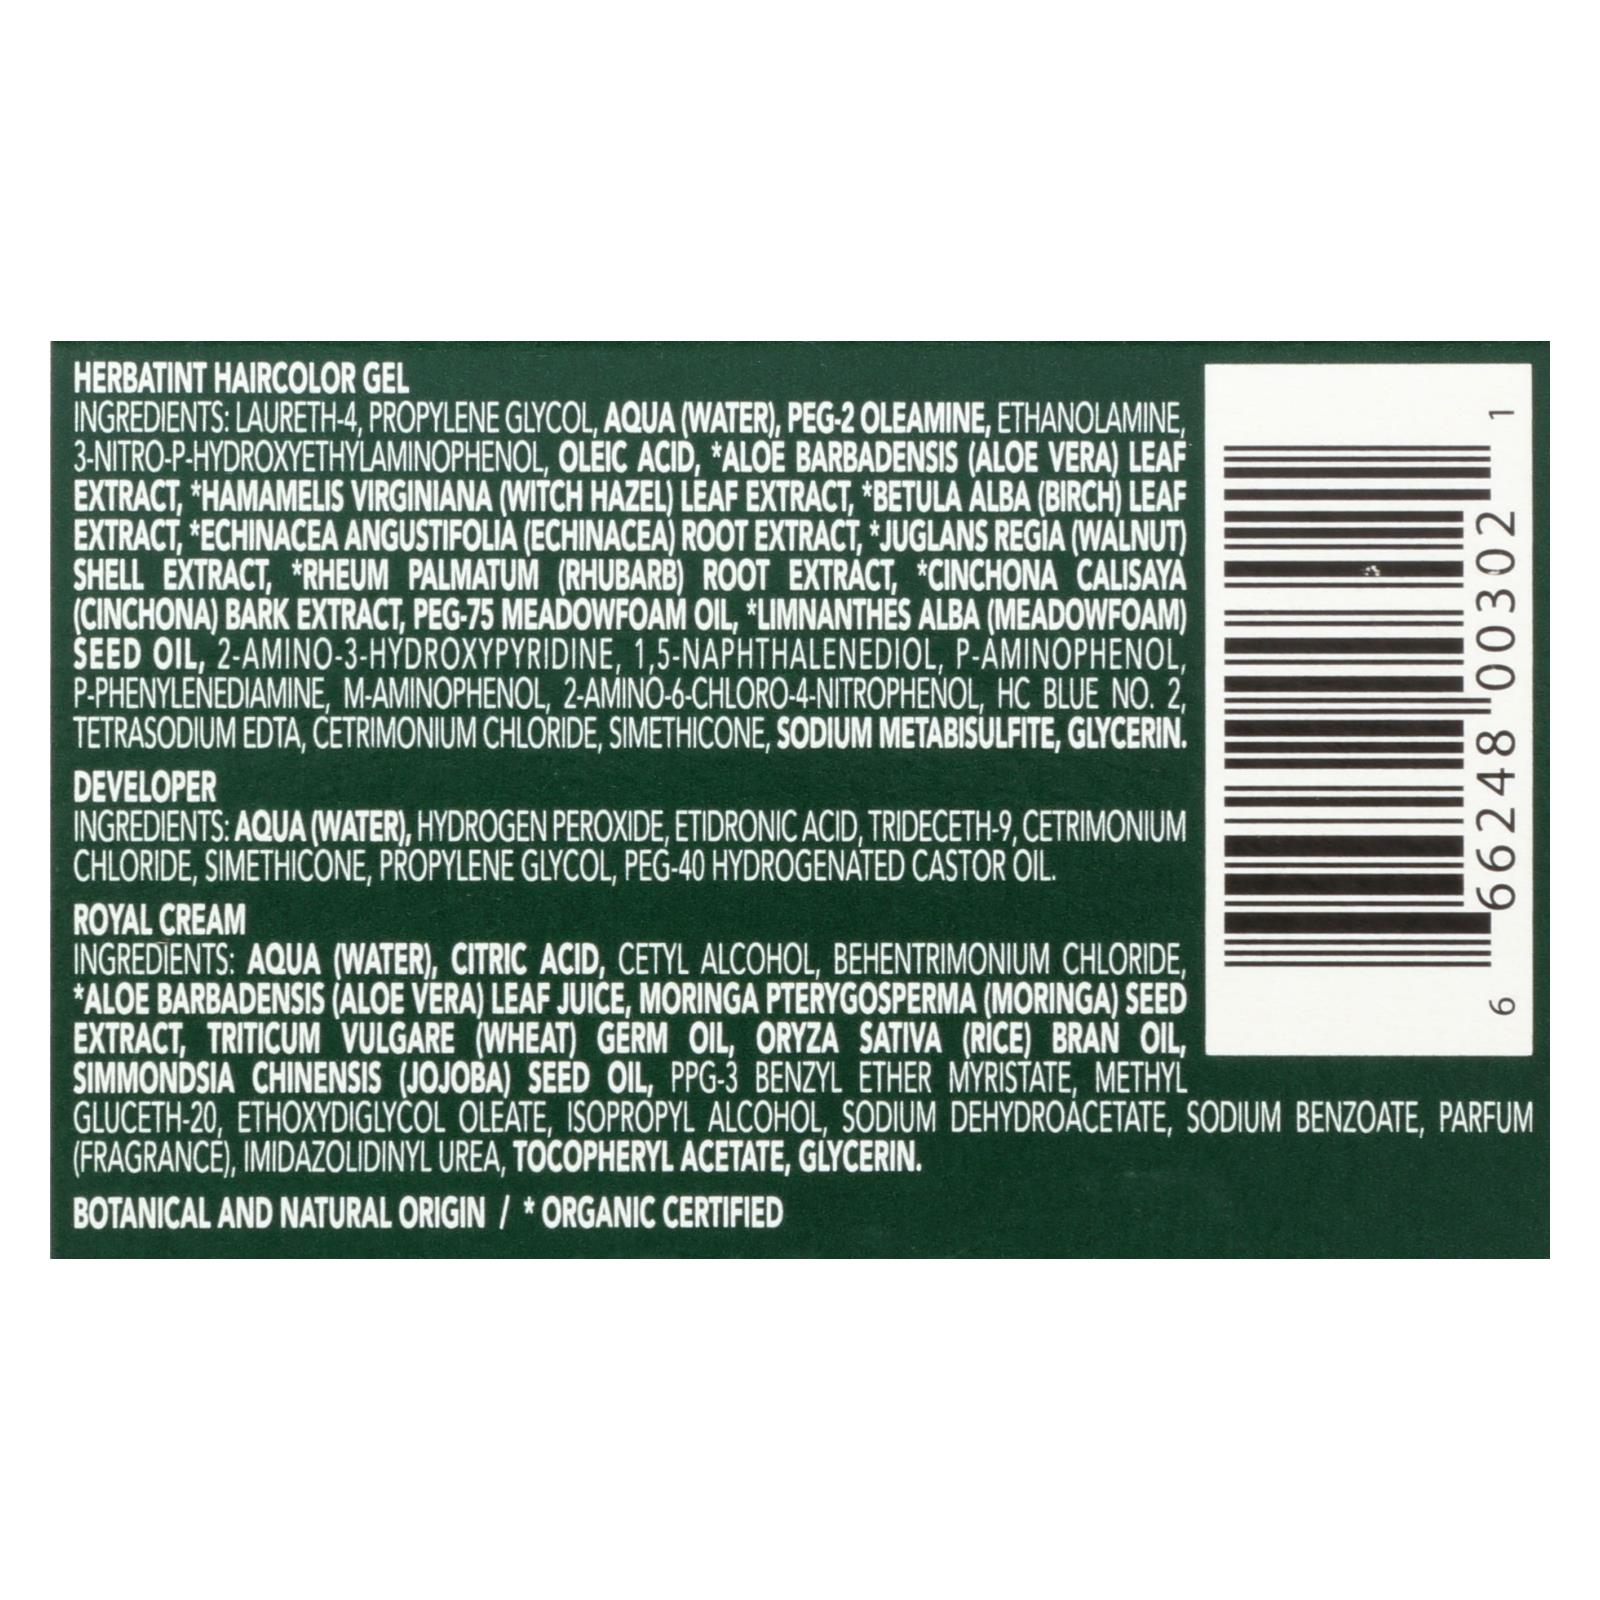 HERBATINT HAIRCOLOR GEL
INGREDIENTS: LAURETH-4, PROPYLENE GLYCOL, AQUA (WATER), PEG-2 OLEAMINE, ETHANOLAMINE,
3-NITRO-P-HYDROXYETHYLAMINOPHENOL, OLEIC ACID, *ALOE BARBADENSIS (ALOE VERA) LEAF
EXTRACT, *HAMAMELIS VIRGINIANA (WITCH HAZEL) LEAF EXTRACT, *BETULA ALBA (BIRCH) LEAF
EXTRACT, *ECHINACEA ANGUSTIFOLIA (ECHINACEA) ROOT EXTRACT, *JUGLANS REGIA (WALNUT)
SHELL EXTRACT, *RHEUM PALMATUM (RHUBARB) ROOT EXTRACT, *CINCHONA CALISAYA
(CINCHONA) BARK EXTRACT, PEG-75 MEADOWFOAM OIL, *LIMNANTHES ALBA (MEADOWFOAM)
SEED OIL, 2-AMINO-3-HYDROXYPYRIDINE, 1,5-NAPHTHALENEDIOL, P-AMINOPHENOL,
P-PHENYLENEDIAMINE, M-AMINOPHENOL, 2-AMINO-6-CHLORO-4-NITROPHENOL, HC BLUE NO. 2,
TETRASODIUM EDTA, CETRIMONIUM CHLORIDE, SIMETHICONE, SODIUM METABISULFITE, GLYCERIN.
DEVELOPER
INGREDIENTS: AQUA (WATER), HYDROGEN PEROXIDE, ETIDRONIC ACID, TRIDECETH-9, CETRIMONIUM
CHLORIDE, SIMETHICONE, PROPYLENE GLYCOL, PEG-40 HYDROGENATED CASTOR OIL.
ROYAL CREAM
INGREDIENTS: AQUA (WATER), CITRIC ACID, CETYL ALCOHOL, BEHENTRIMONIUM CHLORIDE,
*ALOE BARBADENSIS (ALOE VERA) LEAF JUICE, MORINGA PTERYGOSPERMA (MORINGA) SEED
EXTRACT, TRITICUM VULGARE (WHEAT) GERM OIL, ORYZA SATIVA (RICE) BRAN OIL,
SIMMONDSIA CHINENSIS (JOJOBA) SEED OIL, PPG-3 BENZYL ETHER MYRISTATE, METHYL
GLUCETH-20, ETHOXYDIGLYCOL OLEATE, ISOPROPYL ALCOHOL, SODIUM DEHYDROACETATE, SODIUM BENZOATE, PARFUM
(FRAGRANCE), IMIDAZOLIDINYL UREA, TOCOPHERYL ACETATE, GLYCERIN.
BOTANICAL AND NATURAL ORIGIN / * ORGANIC CERTIFIED
6 66248 00302 1